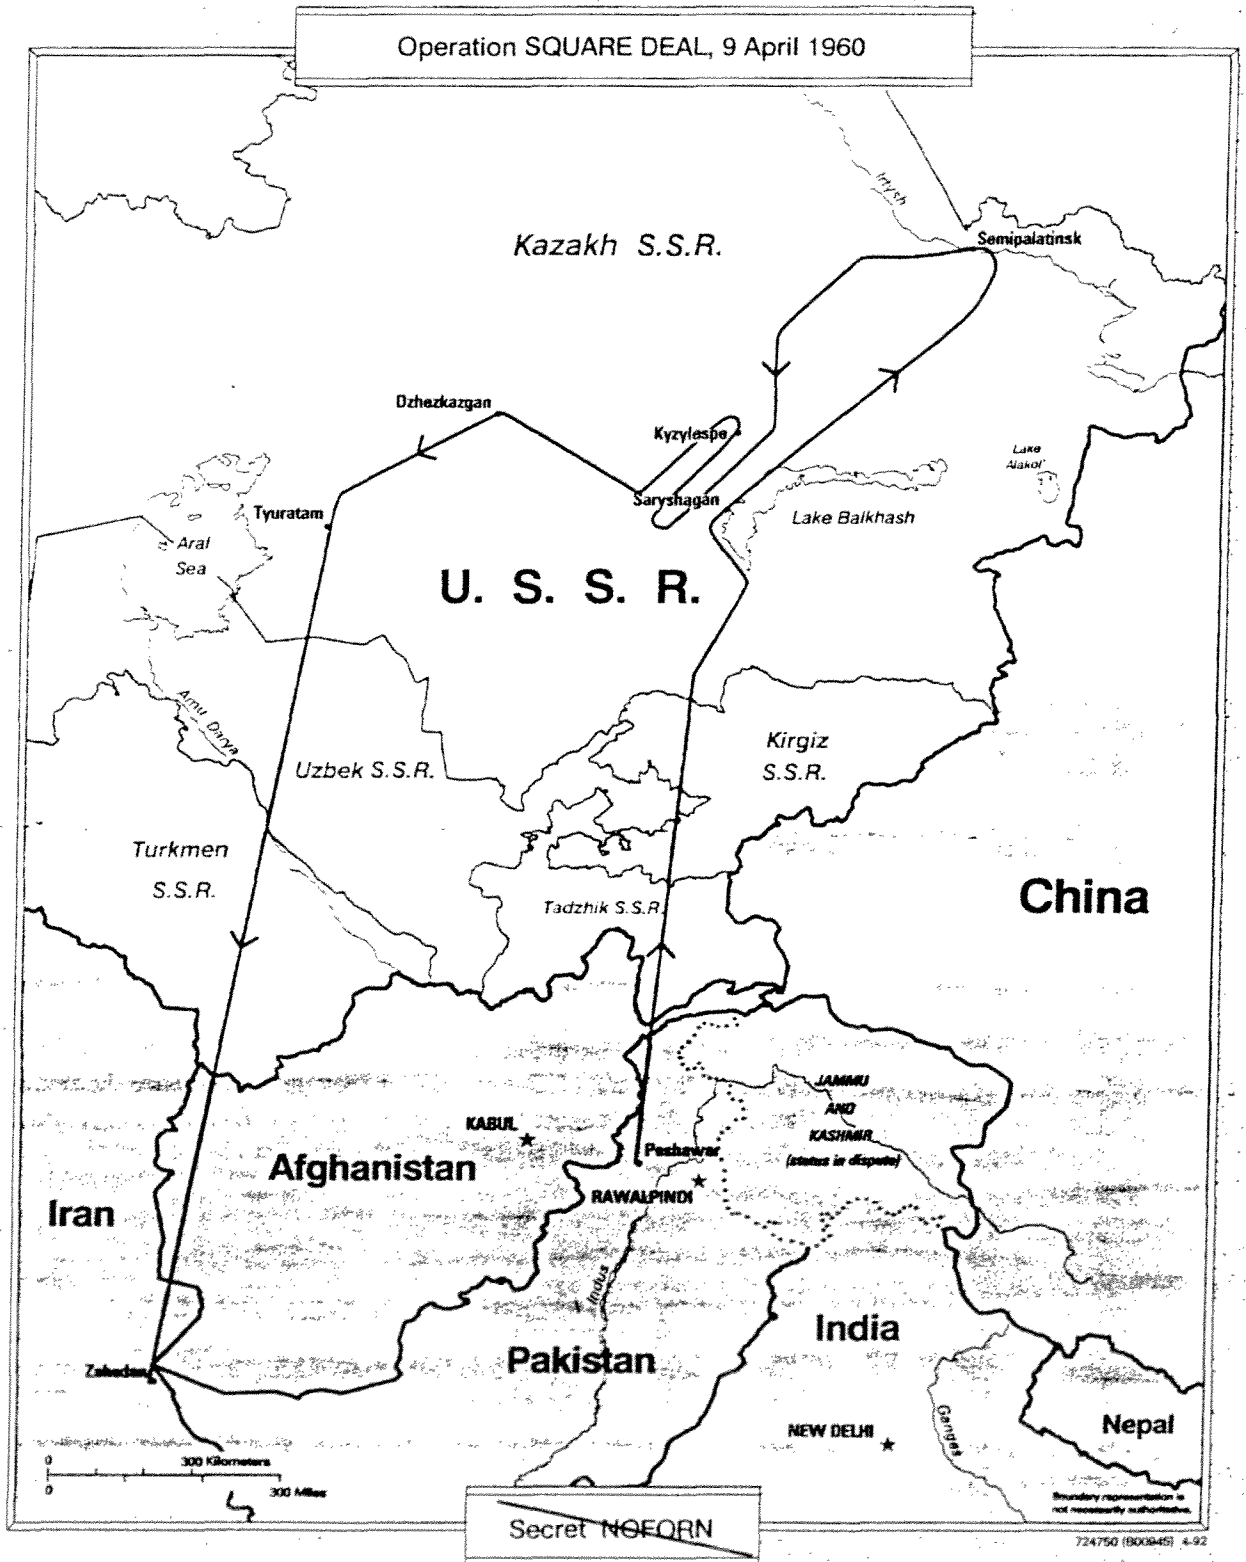 Operation SQUARE DEAL, 9 April 1960
Irtysh
Semipalatinsk
Kazakh S.S.R.
Dzhezkazgan
Kyzylespe
Lake
Alakol'
Saryshagan
Tyuratam
Lake Balkhash
Aral
Sea
U. S. S. R.
Amu Darya
Kirgiz
S.S.R.
Uzbek S.S.R.
Turkmen
S.S.R.
China
Tadzhik S.S.R.
JAMMU
AND
KASHMIR
(status in dispute)
KABUL
Peshawar
Afghanistan
RAWALPINDI
Iran
Indus
India
Pakistan
Zahedan
Ganges
Nepal
NEW DELHI
0 300 Kilometers
0 300 Miles
Boundary representation is
not necessarily authoritative.
Secret NOFORN
724750 (B00945) 4-92